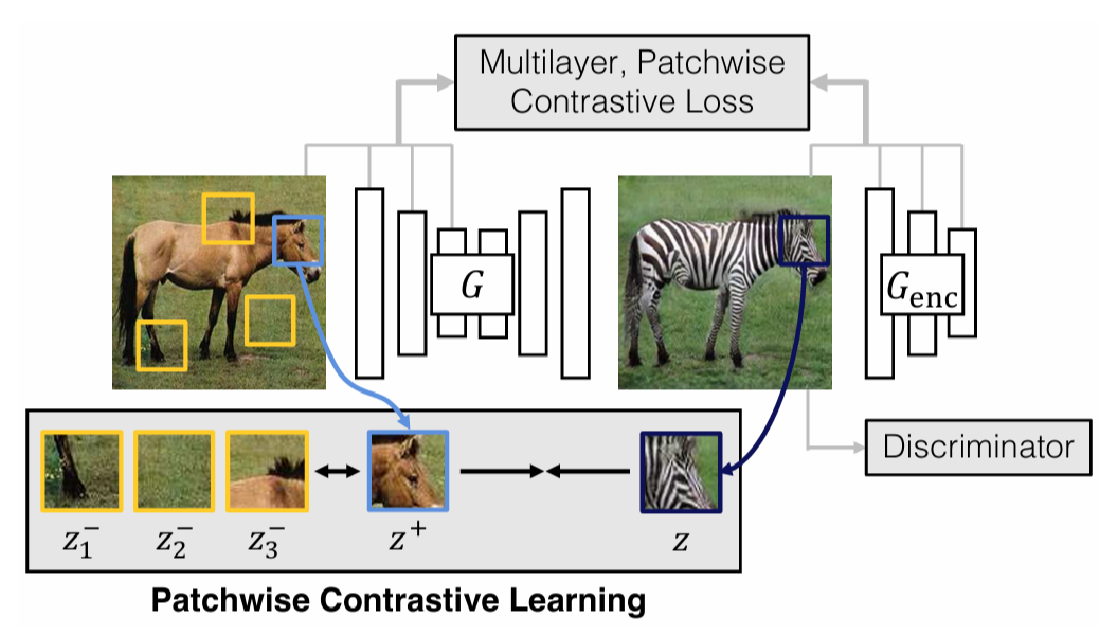 Multilayer, Patchwise
Contrastive Loss
G
G_enc
Discriminator
z_1^- z_2^- z_3^- z^+ z
Patchwise Contrastive Learning